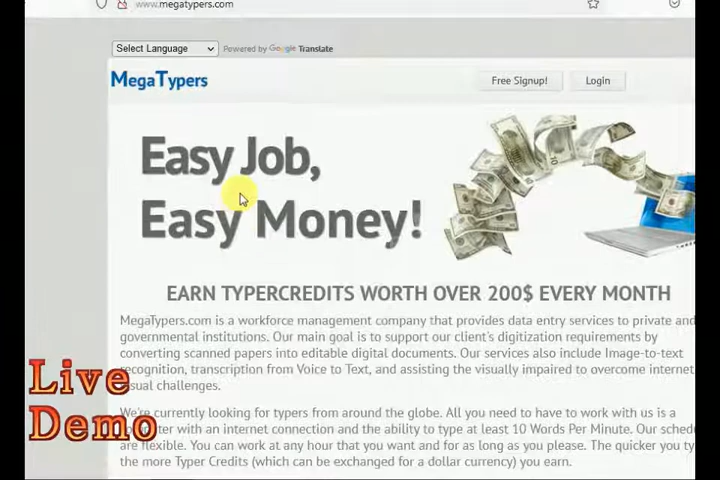 www.megatypers.com
Select Language
Powered by Google Translate
MegaTypers
Free Signup!
Login
Easy Job,
Easy Money!
EARN TYPERCREDITS WORTH OVER 200$ EVERY MONTH
MegaTypers.com is a workforce management company that provides data entry services to private and
governmental institutions. Our main goal is to support our client's digitization requirements by
converting scanned papers into editable digital documents. Our services also include Image-to-text
recognition, transcription from Voice to Text, and assisting the visually impaired to overcome internet
visual challenges.
We're currently looking for typers from around the globe. All you need to have to work with us is a
computer with an internet connection and the ability to type at least 10 Words Per Minute. Our
are flexible. You can work at any hour that you want and for as long as you please. The quicker you
the more Typer Credits (which can be exchanged for a dollar currency) you earn.
Live
Demo